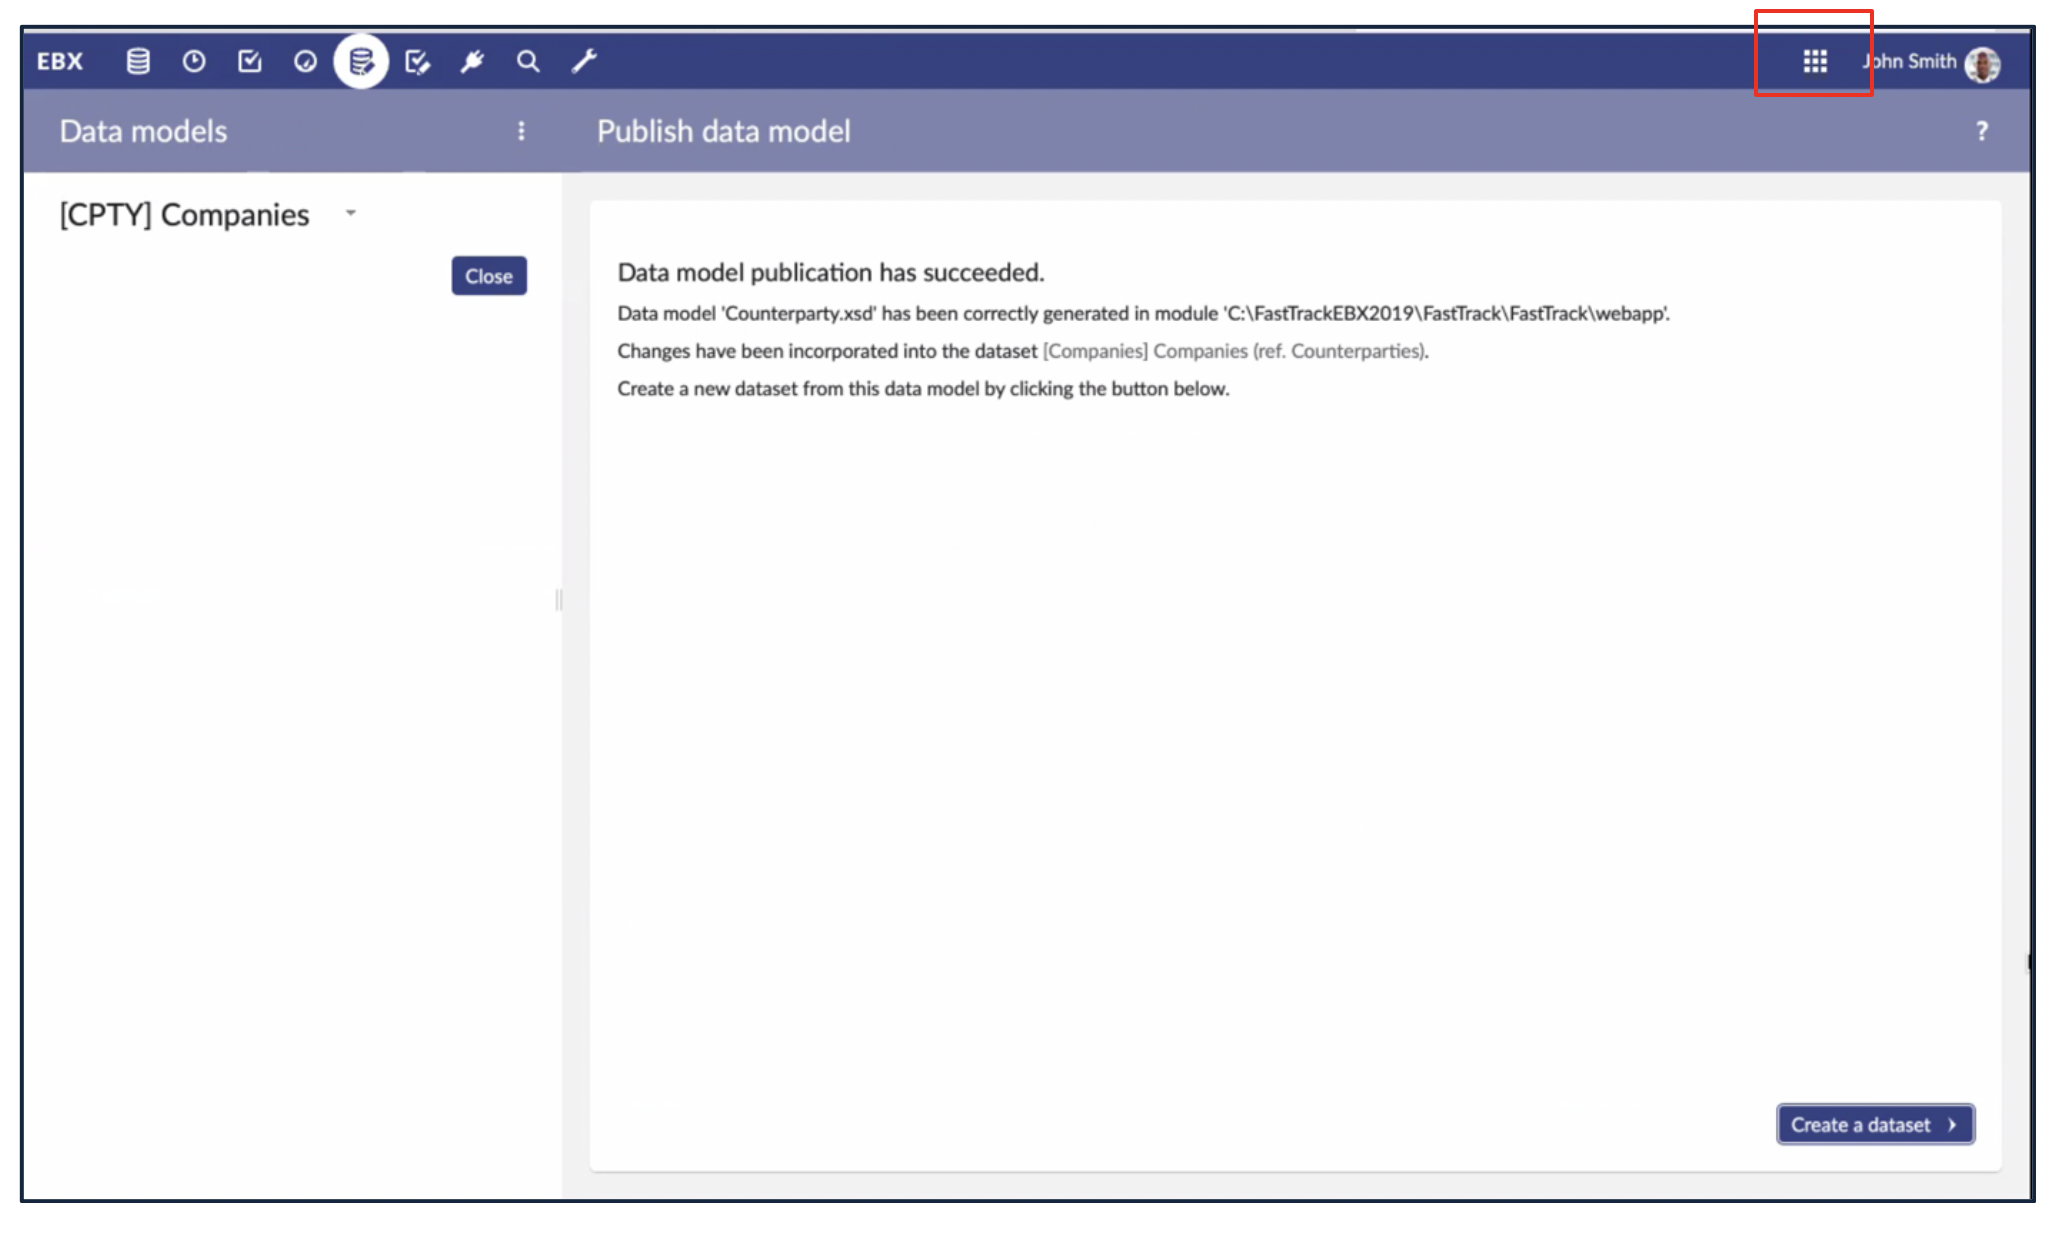 EBX
John Smith
Data models
Publish data model
?
[CPTY] Companies
Close
Data model publication has succeeded.
Data model 'Counterparty.xsd' has been correctly generated in module 'C:\FastTrackEBX2019\FastTrack\FastTrack\webapp'.
Changes have been incorporated into the dataset [Companies] Companies (ref. Counterparties).
Create a new dataset from this data model by clicking the button below.
Create a dataset